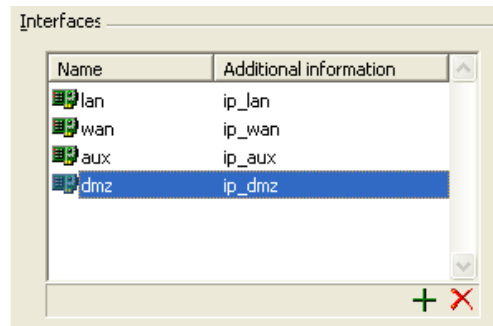 Interfaces
Name Additional information
lan ip_lan
wan ip_wan
aux ip_aux
dmz ip_dmz